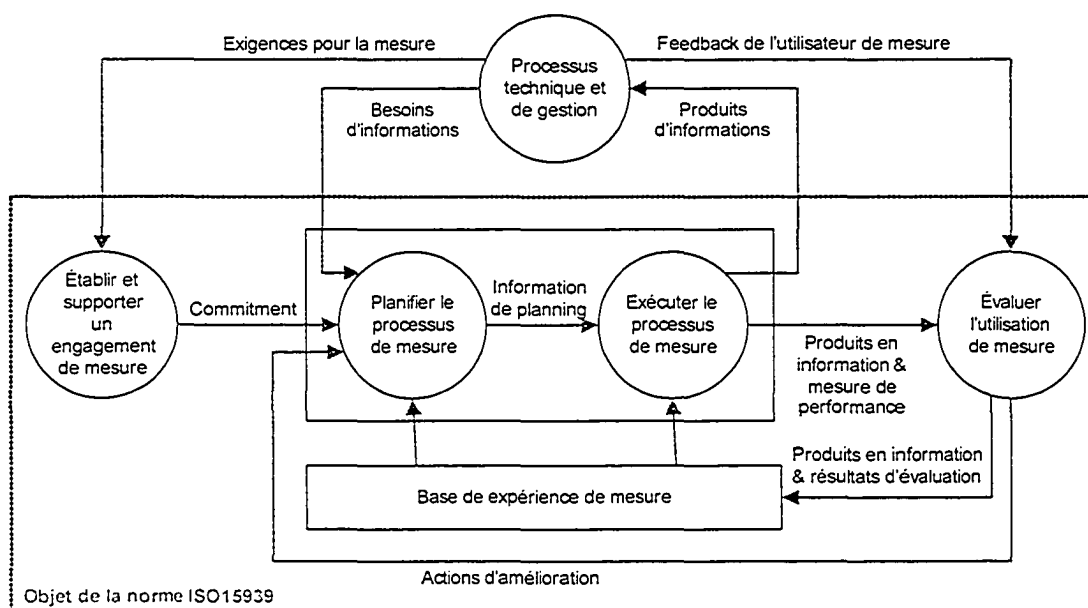 Exigences pour la mesure
Feedback de l'utilisateur de mesure
Processus
technique et
de gestion
Besoins
d'informations
Produits
d'informations
Établir et
supporter
un
engagement
de mesure
Commitment
Planifier le
processus
de mesure
Information
de planning
Exécuter le
processus
de mesure
Évaluer
l'utilisation
de mesure
Produits en
information &
mesure de
performance
Produits en information
& résultats d'évaluation
Base de expérience de mesure
Actions d'amélioration
Objet de la norme ISO15939